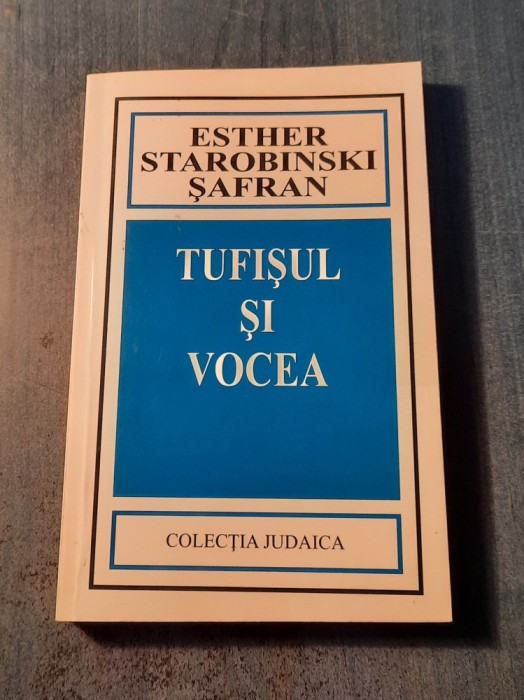 ESTHER
STAROBINSKI
ŞAFRAN
TUFIŞUL
ŞI
VOCEA
COLECŢIA JUDAICA